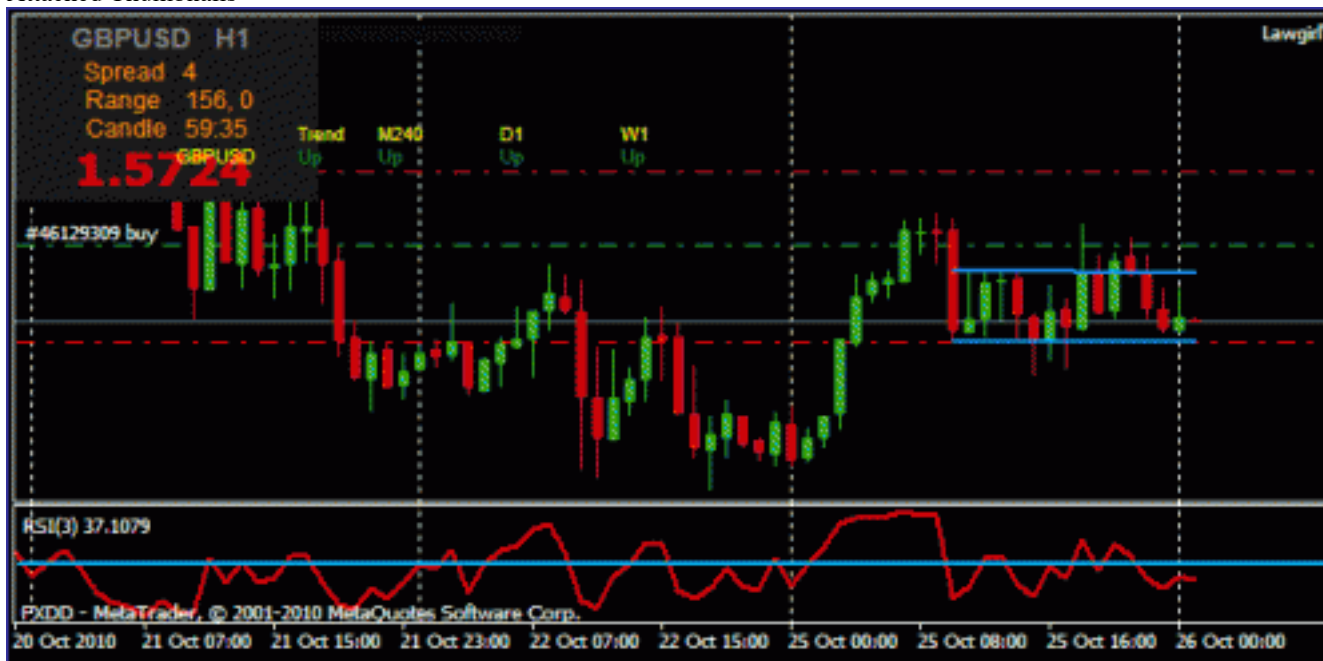 GBPUSD H1
Lawgirl
Spread 4
Range 156, 0
Candle 59:35
Trend M240 D1 W1
GBPUSD Up Up Up Up
1.5724
#46129309 buy
RSI(3) 37.1079
PXDD - MetaTrader, © 2001-2010 MetaQuotes Software Corp.
20 Oct 2010 21 Oct 07:00 21 Oct 15:00 21 Oct 23:00 22 Oct 07:00 22 Oct 15:00 25 Oct 00:00 25 Oct 08:00 25 Oct 16:00 26 Oct 00:00